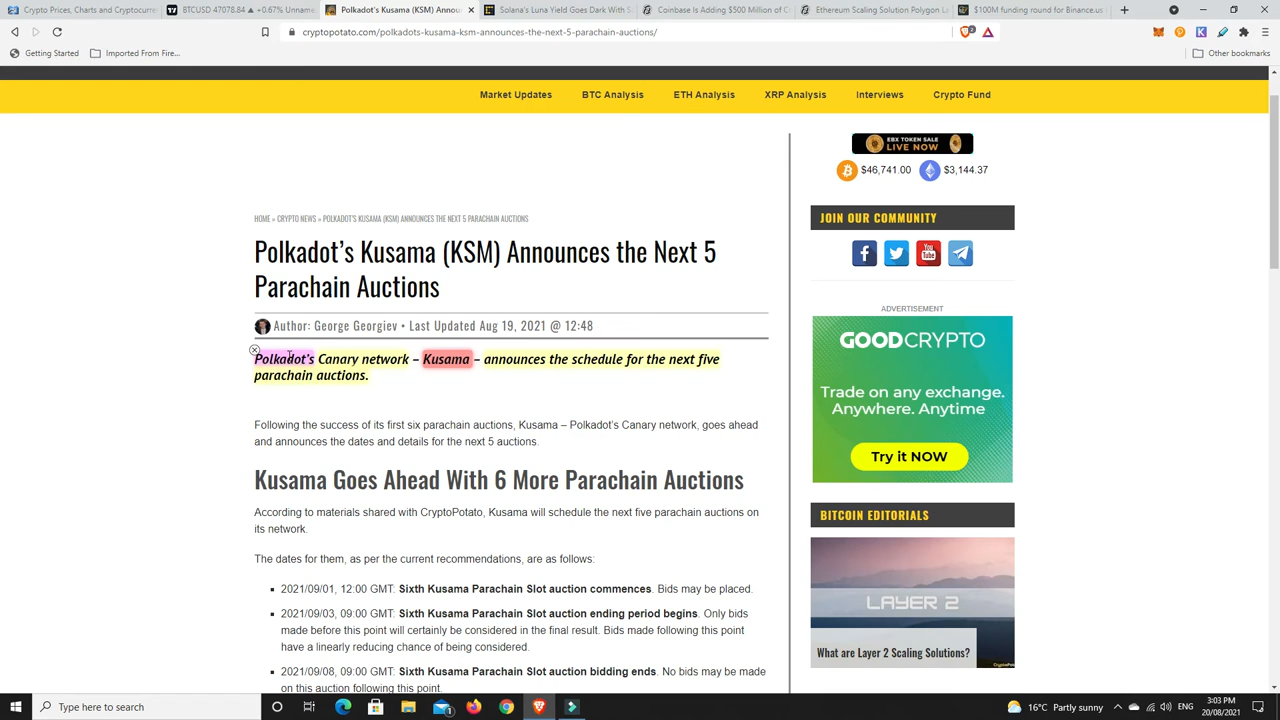 Crypto Prices, Charts and Cryptocurr
BTCUSD 47078.84 ▲ +0.67% Unname
Polkadot's Kusama (KSM) Annou
Solana's Luna Yield Goes Dark With S
Coinbase Is Adding $500 Million of C
Ethereum Scaling Solution Polygon L
$100M funding round for Binance.us
cryptopotato.com/polkadots-kusama-ksm-announces-the-next-5-parachain-auctions/
Getting Started
Imported From Fire...
Other bookmarks
Market Updates
BTC Analysis
ETH Analysis
XRP Analysis
Interviews
Crypto Fund
EBX TOKEN SALE
LIVE NOW
$46,741.00
$3,144.37
HOME » CRYPTO NEWS » POLKADOT'S KUSAMA (KSM) ANNOUNCES THE NEXT 5 PARACHAIN AUCTIONS
Polkadot's Kusama (KSM) Announces the Next 5
Parachain Auctions
Author: George Georgiev • Last Updated Aug 19, 2021 @ 12:48
Polkadot's Canary network – Kusama – announces the schedule for the next five
parachain auctions.
Following the success of its first six parachain auctions, Kusama – Polkadot's Canary network, goes ahead
and announces the dates and details for the next 5 auctions.
Kusama Goes Ahead With 6 More Parachain Auctions
According to materials shared with CryptoPotato, Kusama will schedule the next five parachain auctions on
its network.
The dates for them, as per the current recommendations, are as follows:
2021/09/01, 12:00 GMT: Sixth Kusama Parachain Slot auction commences. Bids may be placed.
2021/09/03, 09:00 GMT: Sixth Kusama Parachain Slot auction ending period begins. Only bids
made before this point will certainly be considered in the final result. Bids made following this point
have a linearly reducing chance of being considered.
2021/09/08, 09:00 GMT: Sixth Kusama Parachain Slot auction bidding ends. No bids may be made
on this auction following this point.
JOIN OUR COMMUNITY
You
Tube
ADVERTISEMENT
GOODCRYPTO
Trade on any exchange.
Anywhere. Anytime
Try it NOW
BITCOIN EDITORIALS
LAYER 2
What are Layer 2 Scaling Solutions?
Type here to search
16°C Partly sunny
ENG
3:03 PM
20/08/2021